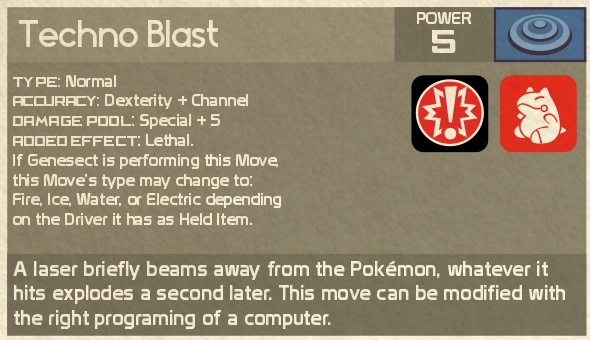 Techno Blast
POWER
5
TYPE: Normal
ACCURACY: Dexterity + Channel
DAMAGE POOL: Special + 5
ADDED EFFECT: Lethal.
If Genesect is performing this Move,
this Move's type may change to:
Fire, Ice, Water, or Electric depending
on the Driver it has as Held Item.
A laser briefly beams away from the Pokémon, whatever it
hits explodes a second later. This move can be modified with
the right programing of a computer.